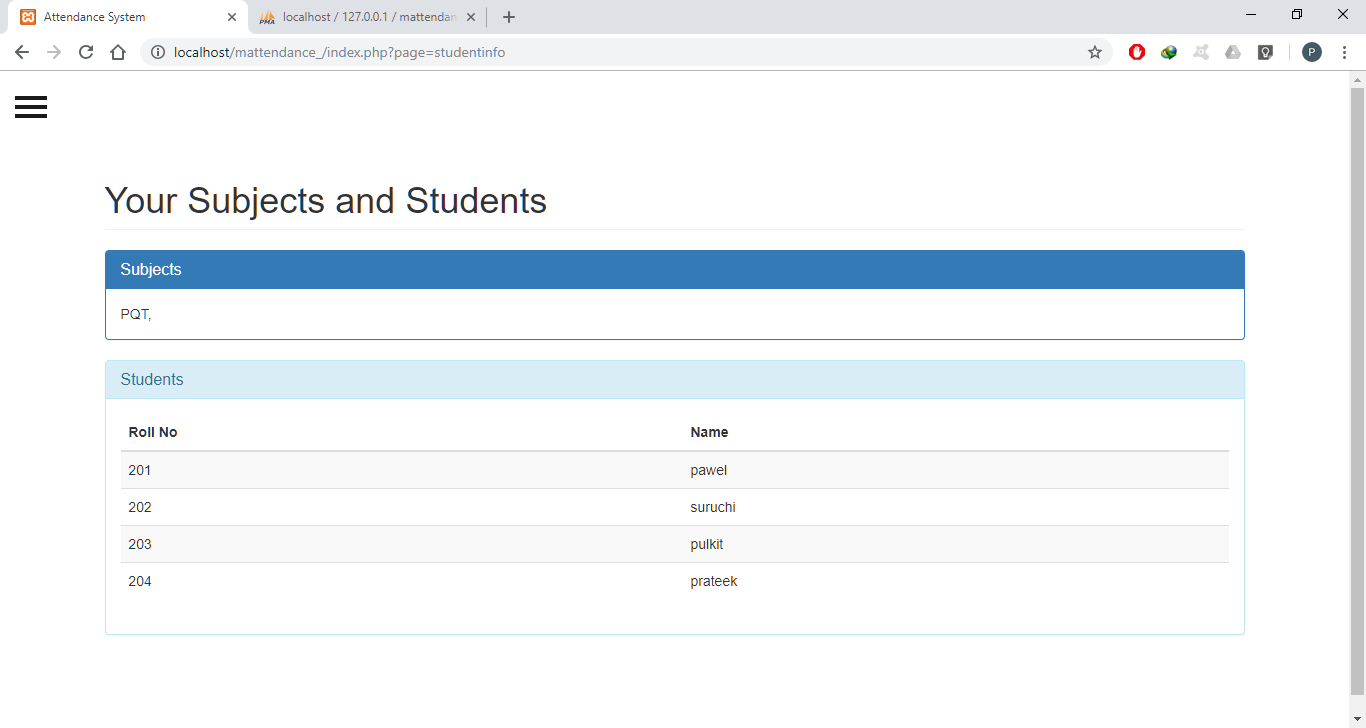 Attendance System
localhost / 127.0.0.1 / mattendan
localhost/mattendance_/index.php?page=studentinfo
P
Your Subjects and Students
Subjects
PQT,
Students
Roll No Name
201 pawel
202 suruchi
203 pulkit
204 prateek